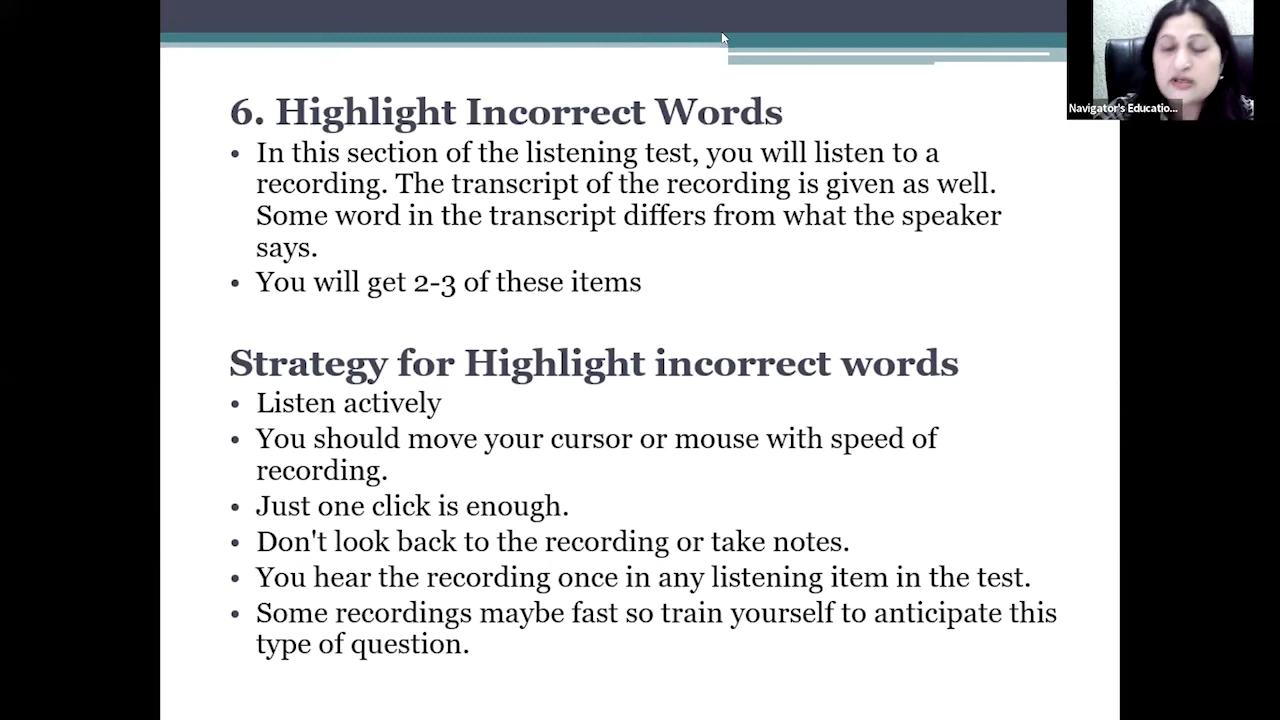 6. Highlight Incorrect Words
• In this section of the listening test, you will listen to a
recording. The transcript of the recording is given as well.
Some word in the transcript differs from what the speaker
says.
• You will get 2-3 of these items
Strategy for Highlight incorrect words
• Listen actively
• You should move your cursor or mouse with speed of
recording.
• Just one click is enough.
• Don't look back to the recording or take notes.
• You hear the recording once in any listening item in the test.
• Some recordings maybe fast so train yourself to anticipate this
type of question.
Navigator's Educatio...